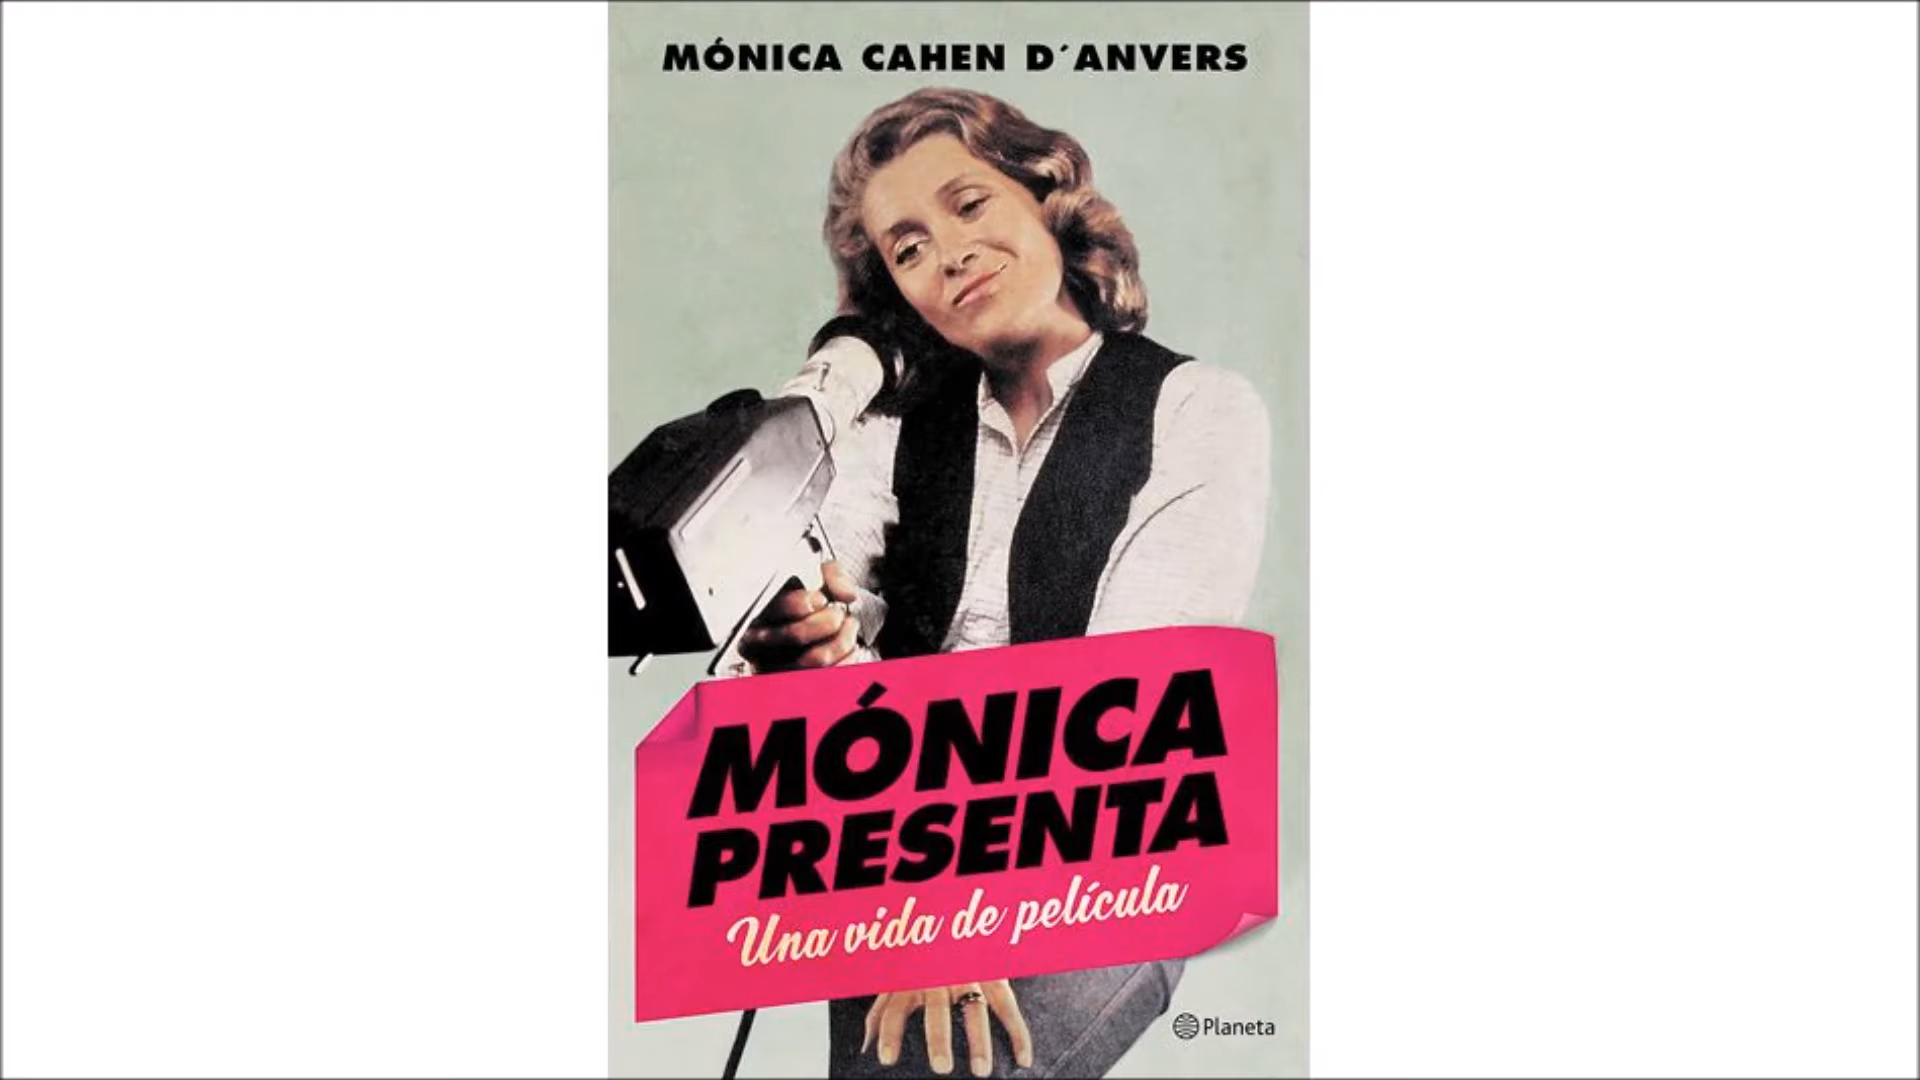 MÓNICA CAHEN D´ANVERS
MÓNICA
PRESENTA
Una vida de película
Planeta